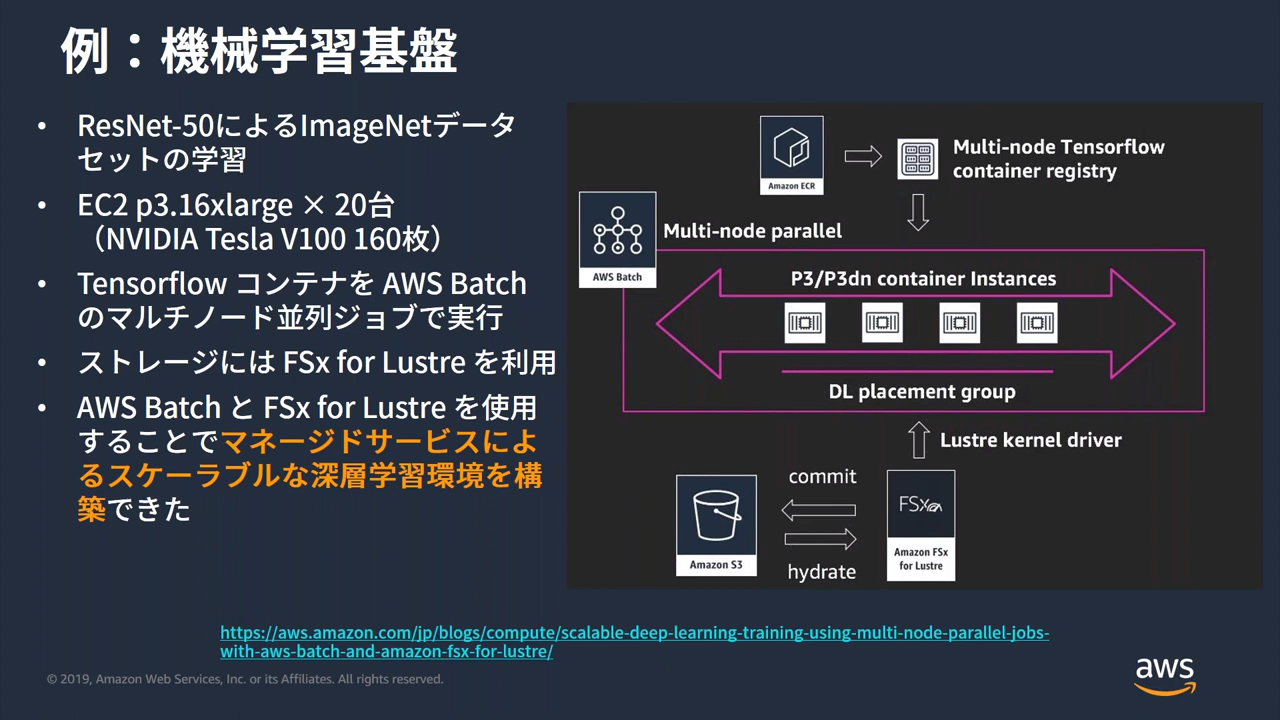 例：機械学習基盤
• ResNet-50によるImageNetデータ
セットの学習
• EC2 p3.16xlarge × 20台
（NVIDIA Tesla V100 160枚）
• Tensorflow コンテナを AWS Batch
のマルチノード並列ジョブで実行
• ストレージには FSx for Lustre を利用
• AWS Batch と FSx for Lustre を使用
することでマネージドサービスによ
るスケーラブルな深層学習環境を構
築できた
Amazon ECR
Multi-node Tensorflow
container registry
AWS Batch
Multi-node parallel
P3/P3dn container Instances
DL placement group
Lustre kernel driver
Amazon S3
commit
hydrate
FSx
Amazon FSx
for Lustre
https://aws.amazon.com/jp/blogs/compute/scalable-deep-learning-training-using-multi-node-parallel-jobs-
with-aws-batch-and-amazon-fsx-for-lustre/
© 2019, Amazon Web Services, Inc. or its Affiliates. All rights reserved.
aws